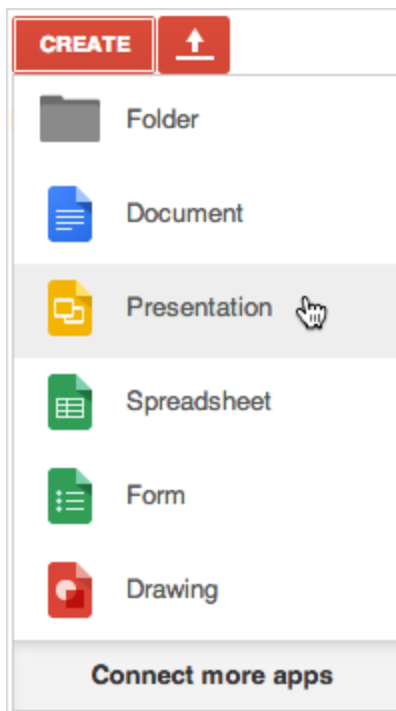 CREATE
Folder
Document
Presentation
Spreadsheet
Form
Drawing
Connect more apps